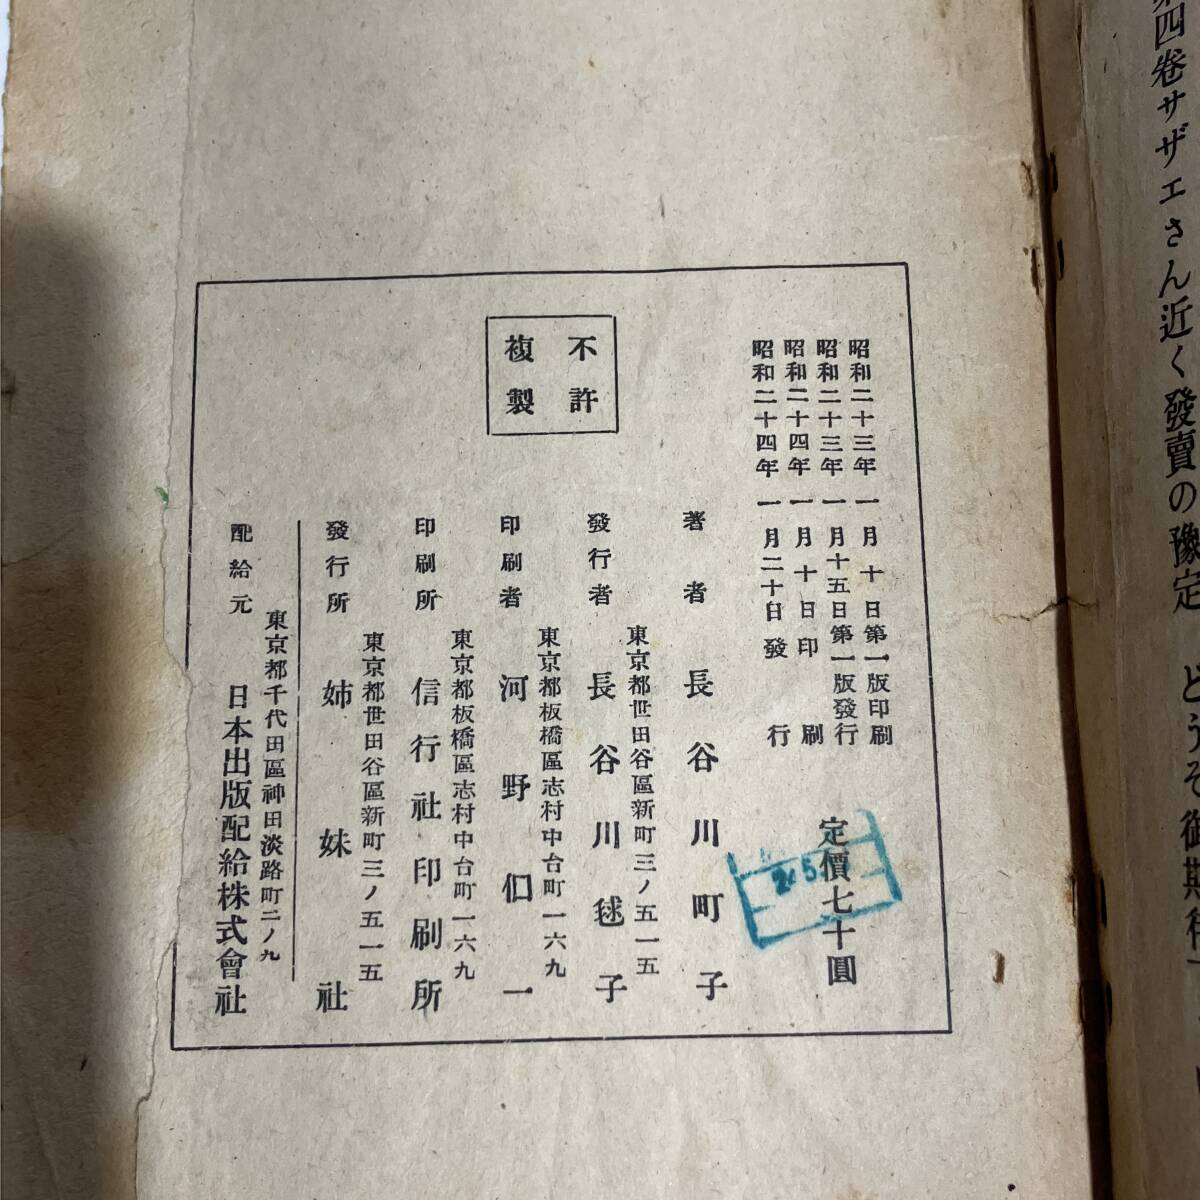 第四巻サザエさん近く發賣の豫定 どうぞ御期待
昭和二十三年一月十日第一版印刷
昭和二十三年一月十五日第一版發行
昭和二十四年一月十日印刷
昭和二十四年一月二十日發行
定價七十圓
不許複製
著者 長谷川町子
東京都世田谷區新町三ノ五一五
發行者 長谷川毬子
東京都板橋區志村中台町一六九
印刷者 河野伹一
東京都板橋區志村中台町一六九
印刷所 信行社印刷所
東京都世田谷區新町三ノ五一五
發行所 姉妹社
東京都千代田區神田淡路町二ノ九
配給元 日本出版配給株式會社